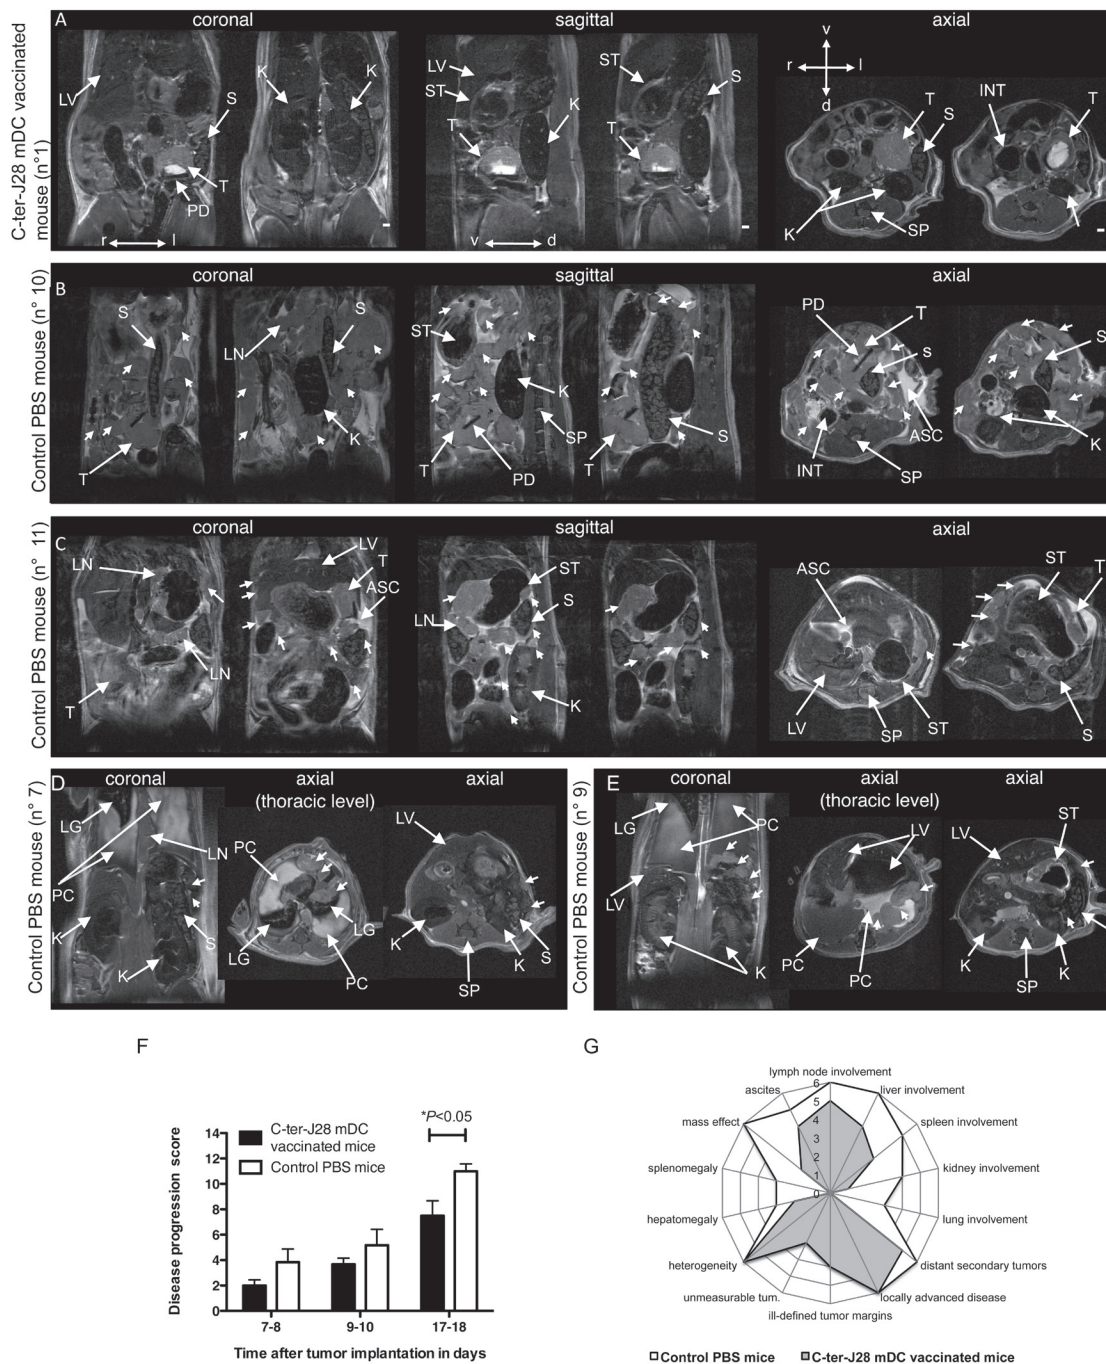 C-ter-J28 mDC vaccinated
mouse (n°1)
A
coronal
sagittal
axial
LV
K
K
S
T
PD
r
l
LV
ST
T
K
v
d
ST
S
T
v
r
l
d
T
S
K
SP
INT
T
Control PBS mouse (n° 10)
B
coronal
sagittal
axial
S
T
LN
S
K
ST
K
SP
T
PD
T
S
PD
T
s
ASC
INT
SP
S
K
Control PBS mouse (n° 11)
C
coronal
sagittal
axial
LN
LN
T
LV
T
ASC
ST
S
LN
K
ASC
LV
SP
ST
ST
T
S
Control PBS mouse (n° 7)
D
coronal
axial
(thoracic level)
axial
LG
LN
PC
K
S
K
PC
LG
LG
PC
LV
K
SP
K
S
Control PBS mouse (n° 9)
E
coronal
axial
(thoracic level)
axial
LG
PC
LV
K
LV
PC
PC
LV
ST
K
SP
K
F
*P<0.05
C-ter-J28 mDC
vaccinated mice
Control PBS mice
Disease progression score
14
12
10
8
6
4
2
0
7-8
9-10
17-18
Time after tumor implantation in days
G
lymph node involvement
liver involvement
spleen involvement
kidney involvement
lung involvement
distant secondary tumors
locally advanced disease
ill-defined tumor margins
unmeasurable tum.
heterogeneity
hepatomegaly
splenomegaly
mass effect
ascites
6
5
4
3
2
1
0
Control PBS mice
C-ter-J28 mDC vaccinated mice